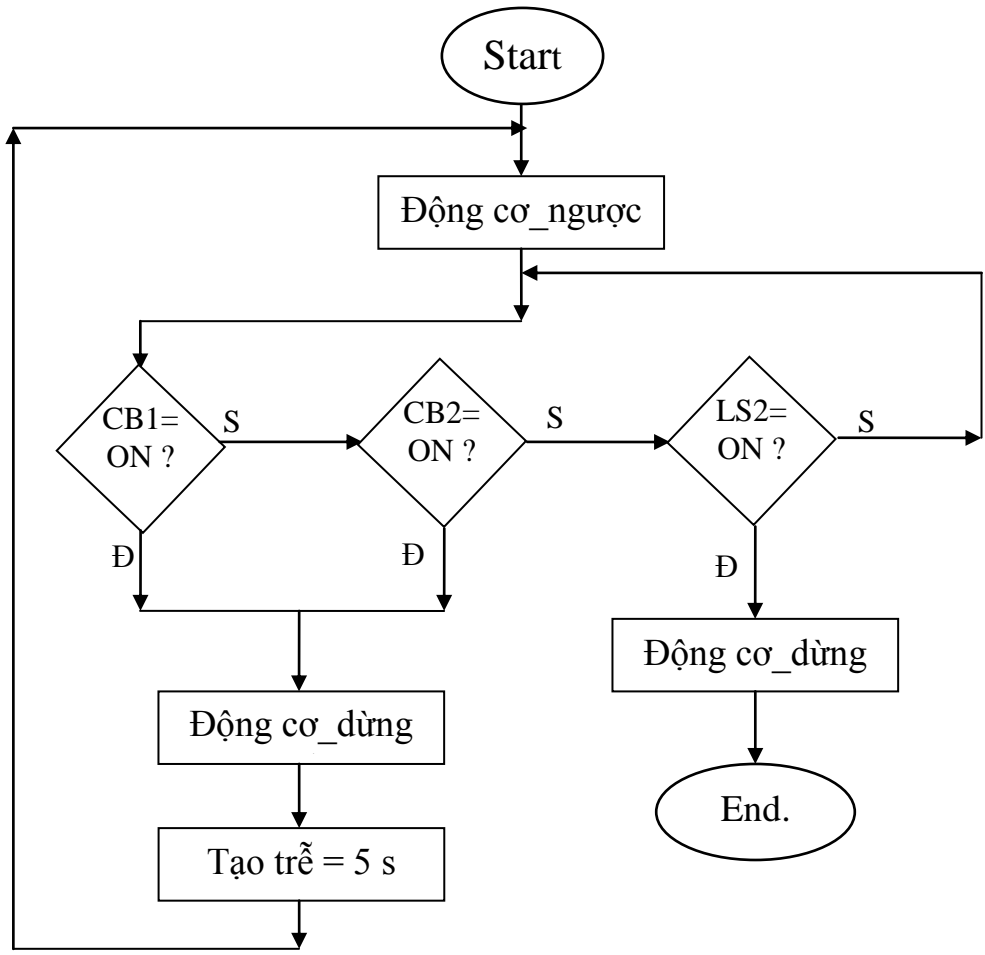 Start
Động cơ_ngược
CB1=
ON ?
S
CB2=
ON ?
S
LS2=
ON ?
S
Đ
Đ
Đ
Động cơ_dừng
Động cơ_dừng
Tạo trễ = 5 s
End.